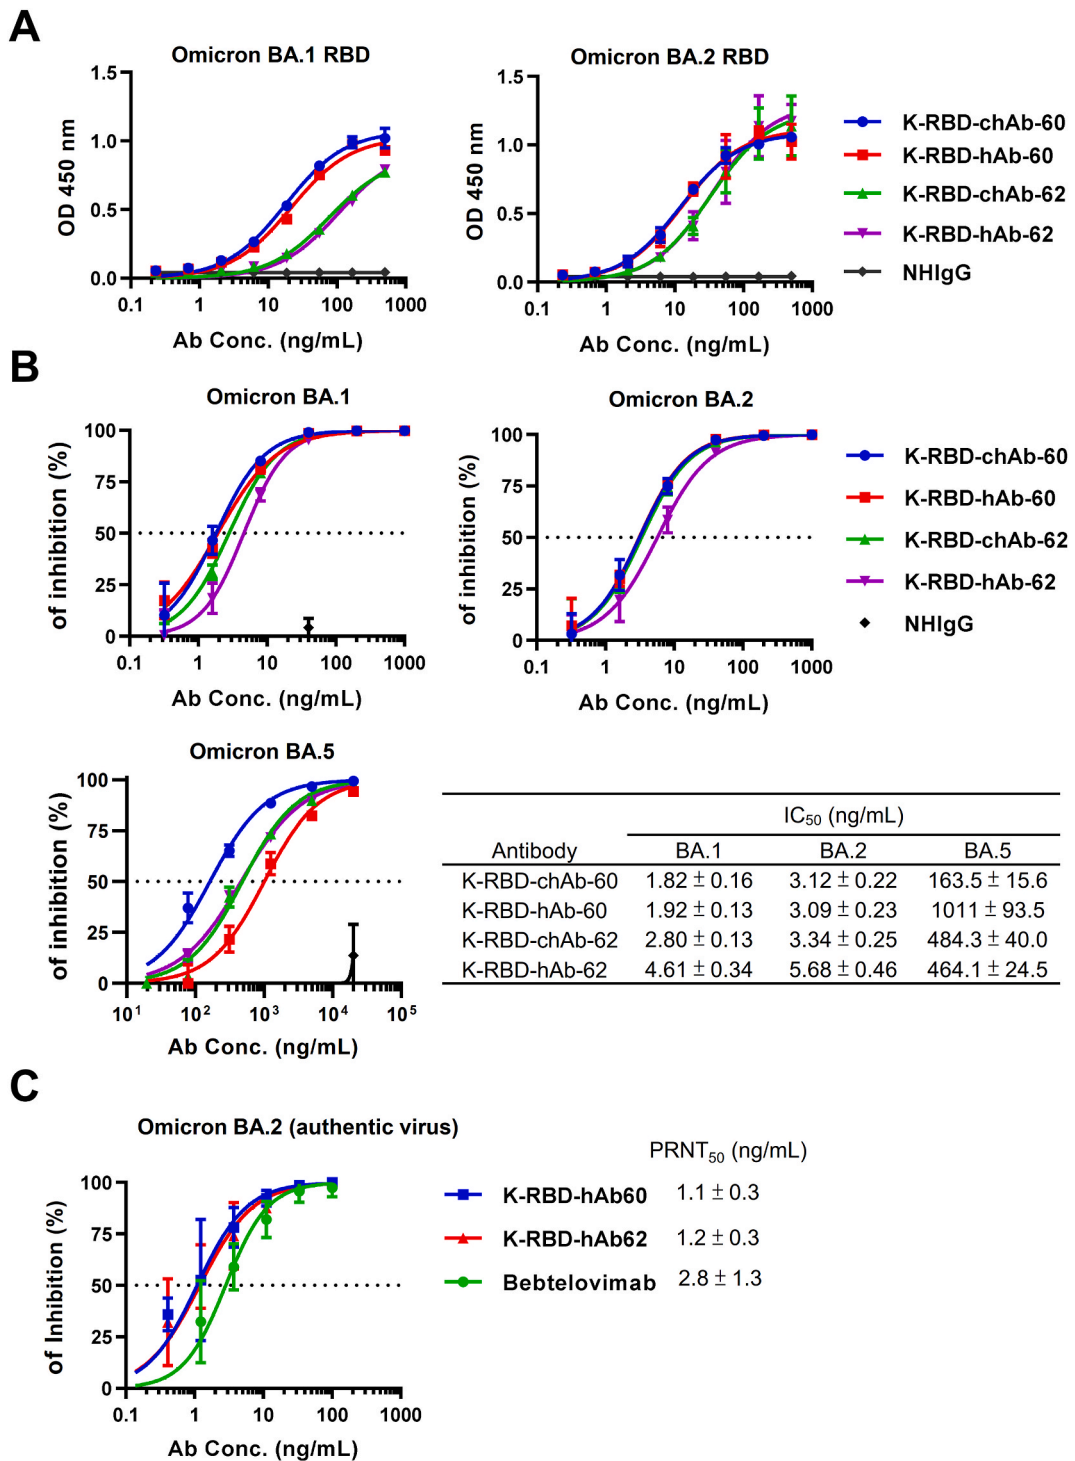 A
Omicron BA.1 RBD
1.5
1.0
0.5
0.0
OD 450 nm
0.1 1 10 100 1000
Ab Conc. (ng/mL)
Omicron BA.2 RBD
1.5
1.0
0.5
0.0
OD 450 nm
0.1 1 10 100 1000
Ab Conc. (ng/mL)
K-RBD-chAb-60
K-RBD-hAb-60
K-RBD-chAb-62
K-RBD-hAb-62
NHIgG
B
Omicron BA.1
100
75
50
25
0
of inhibition (%)
0.1 1 10 100 1000
Ab Conc. (ng/mL)
Omicron BA.2
100
75
50
25
0
of inhibition (%)
0.1 1 10 100 1000
Ab Conc. (ng/mL)
K-RBD-chAb-60
K-RBD-hAb-60
K-RBD-chAb-62
K-RBD-hAb-62
NHIgG
Omicron BA.5
100
75
50
25
0
of inhibition (%)
10¹ 10² 10³ 10⁴ 10⁵
Ab Conc. (ng/mL)
IC₅₀ (ng/mL)
Antibody BA.1 BA.2 BA.5
K-RBD-chAb-60 1.82 ± 0.16 3.12 ± 0.22 163.5 ± 15.6
K-RBD-hAb-60 1.92 ± 0.13 3.09 ± 0.23 1011 ± 93.5
K-RBD-chAb-62 2.80 ± 0.13 3.34 ± 0.25 484.3 ± 40.0
K-RBD-hAb-62 4.61 ± 0.34 5.68 ± 0.46 464.1 ± 24.5
C
Omicron BA.2 (authentic virus)
100
75
50
25
0
of Inhibition (%)
0.1 1 10 100 1000
Ab Conc. (ng/mL)
PRNT₅₀ (ng/mL)
K-RBD-hAb60 1.1 ± 0.3
K-RBD-hAb62 1.2 ± 0.3
Bebtelovimab 2.8 ± 1.3